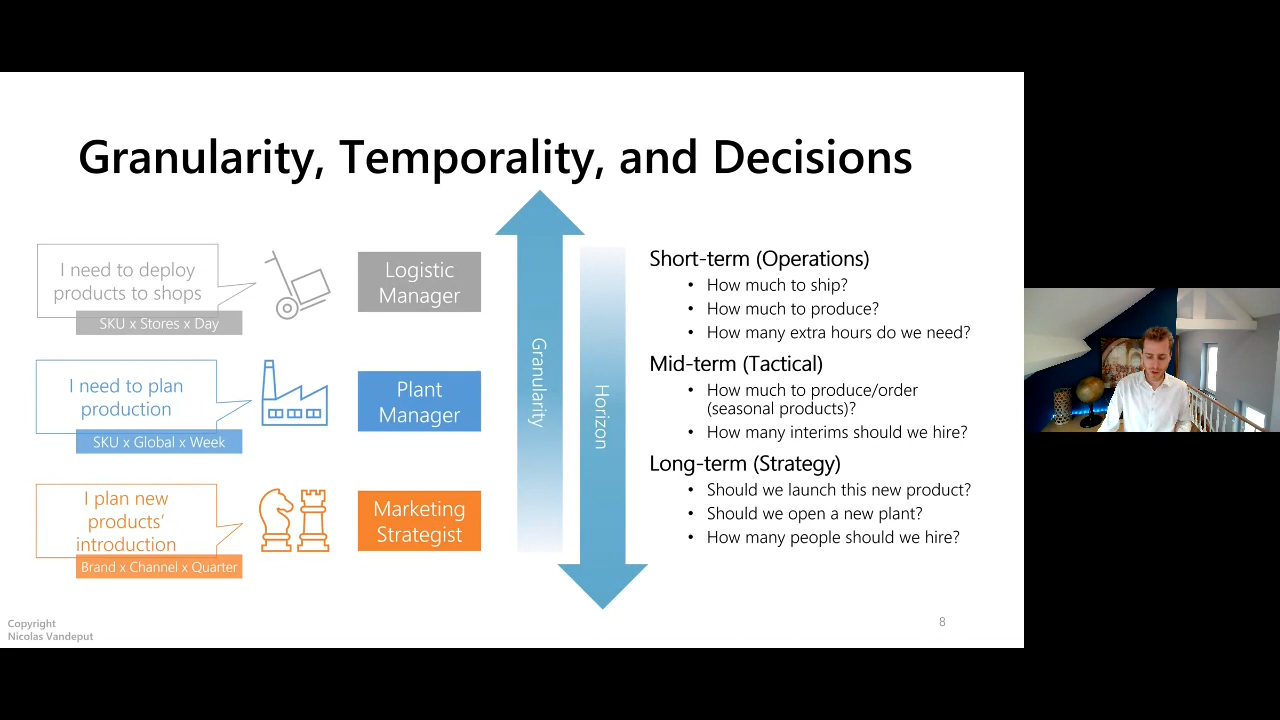 Granularity, Temporality, and Decisions
I need to deploy
products to shops
SKU x Stores x Day
Logistic
Manager
I need to plan
production
SKU x Global x Week
Plant
Manager
I plan new
products’
introduction
Brand x Channel x Quarter
Marketing
Strategist
Granularity
Horizon
Short-term (Operations)
• How much to ship?
• How much to produce?
• How many extra hours do we need?
Mid-term (Tactical)
• How much to produce/order
(seasonal products)?
• How many interims should we hire?
Long-term (Strategy)
• Should we launch this new product?
• Should we open a new plant?
• How many people should we hire?
Copyright
Nicolas Vandeput
8